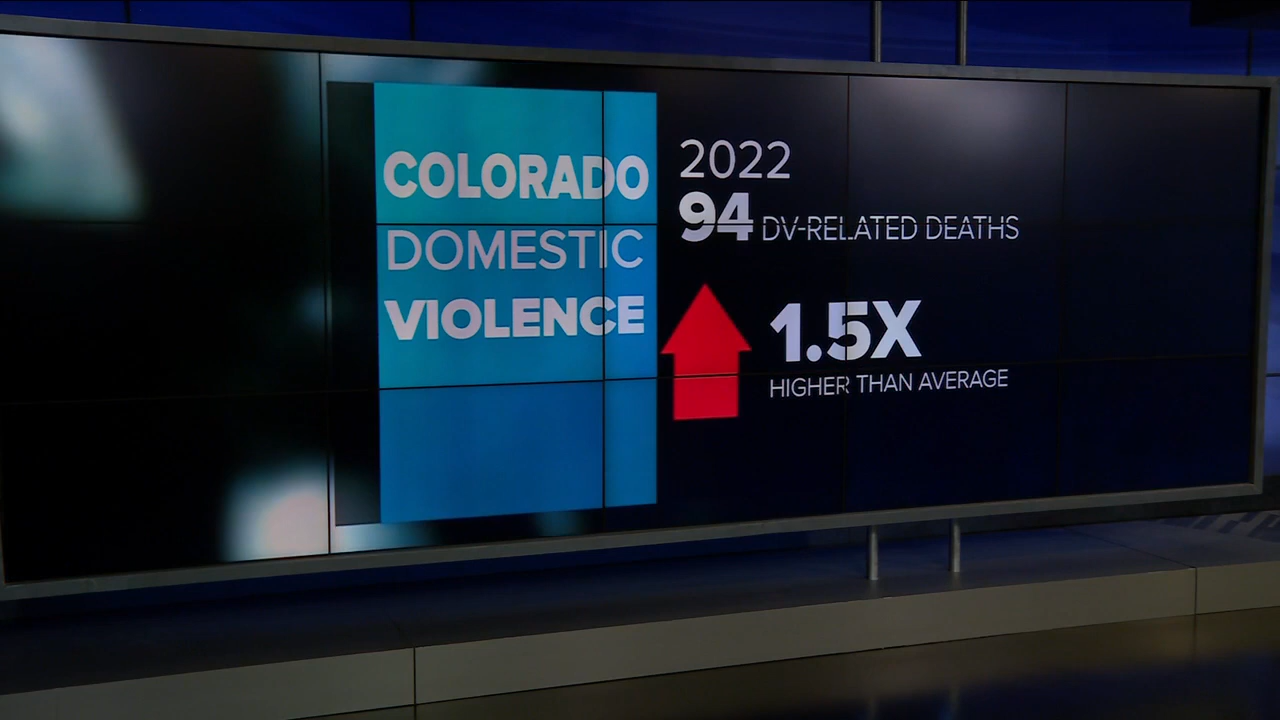 COLORADO
DOMESTIC
VIOLENCE
2022
94 DV-RELATED DEATHS
1.5X
HIGHER THAN AVERAGE